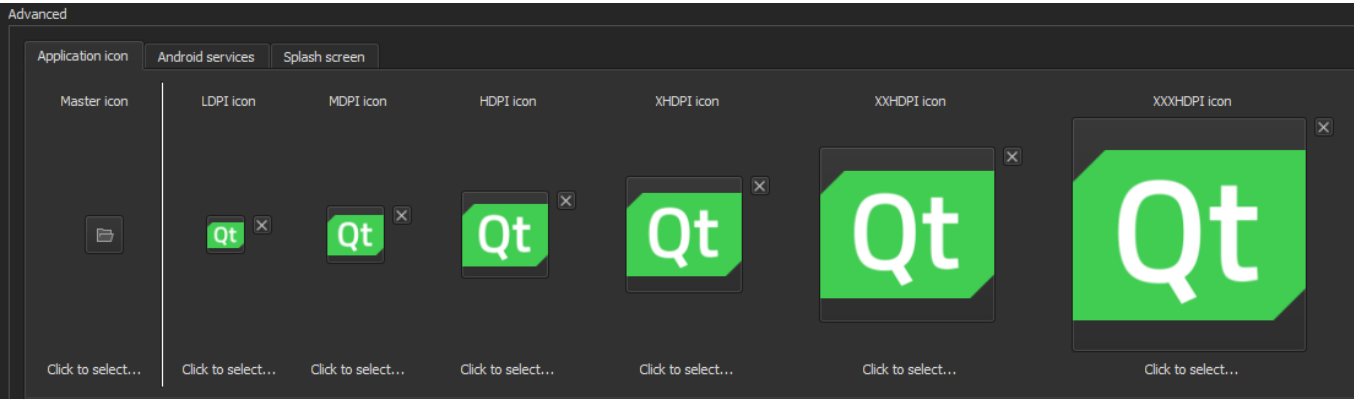 Advanced
Application icon Android services Splash screen
Master icon LDPI icon MDPI icon HDPI icon XHDPI icon XXHDPI icon XXXHDPI icon
Qt Qt Qt Qt Qt Qt
Click to select... Click to select... Click to select... Click to select... Click to select... Click to select... Click to select...